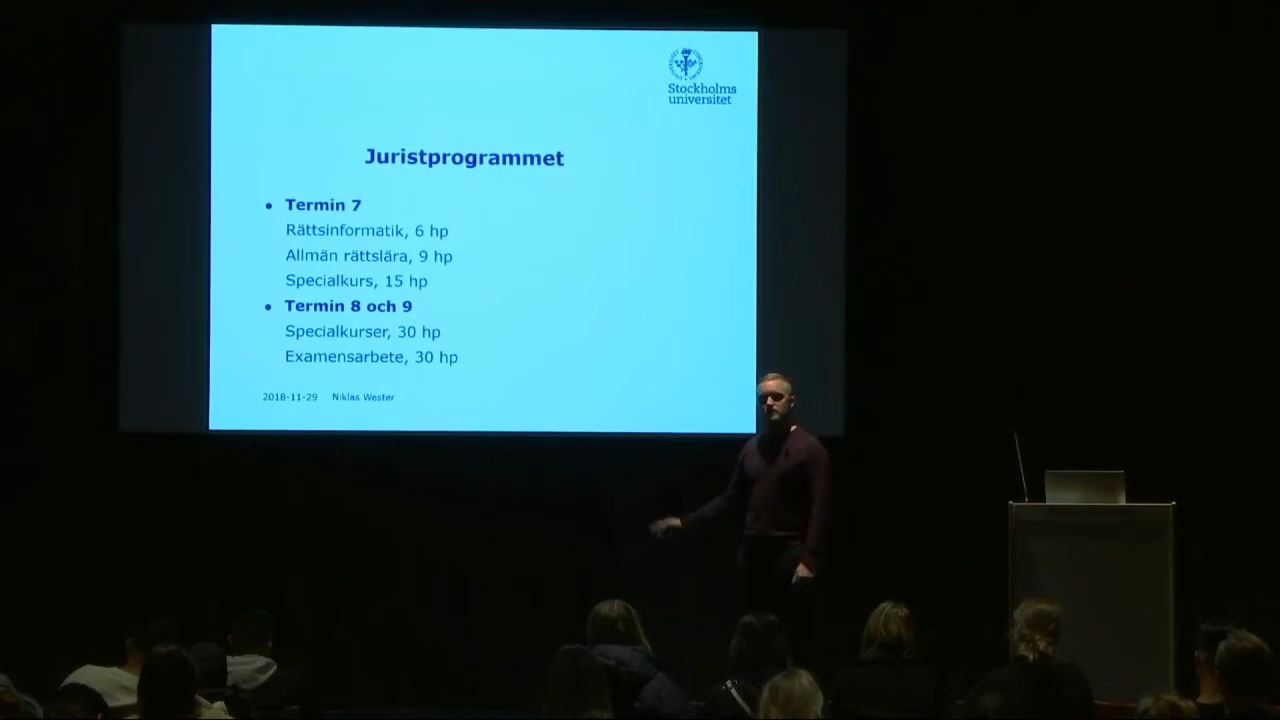 Stockholms
universitet
Juristprogrammet
• Termin 7
Rättsinformatik, 6 hp
Allmän rättslära, 9 hp
Specialkurs, 15 hp
• Termin 8 och 9
Specialkurser, 30 hp
Examensarbete, 30 hp
2018-11-29 Niklas Wester